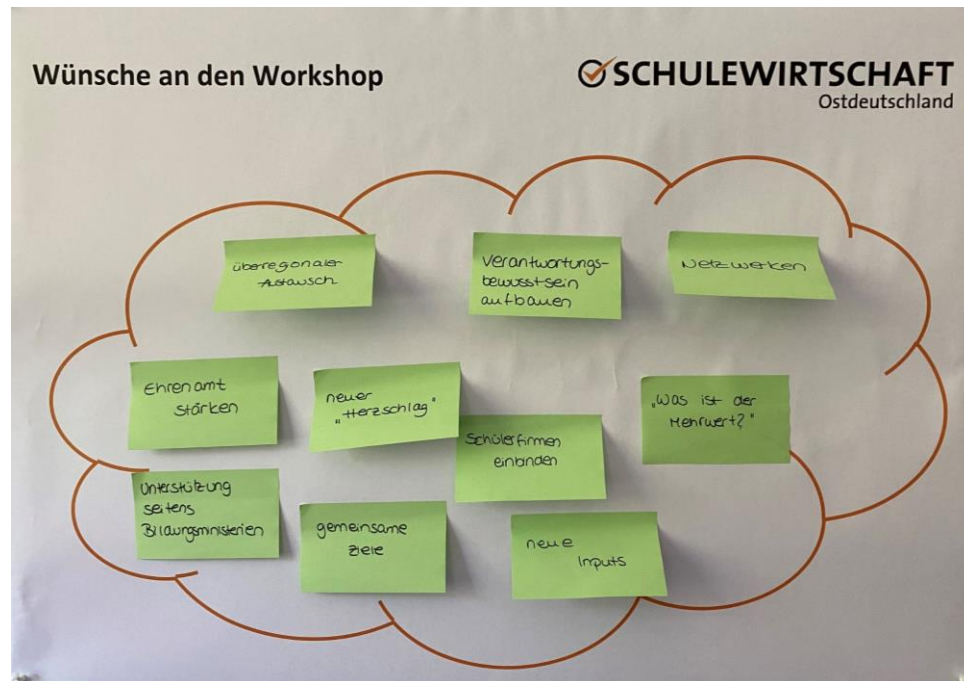 Wünsche an den Workshop
SCHULEWIRTSCHAFT
Ostdeutschland
überregionaler
Austausch
Verantwortungs-
bewusstsein
aufbauen
Netzwerken
Ehrenamt
stärken
neuer
"Herzschlag"
Schülerfirmen
einbinden
„Was ist der
Mehrwert?"
Unterstützung
seitens
Bildungsministerien
gemeinsame
Ziele
neue
Inputs